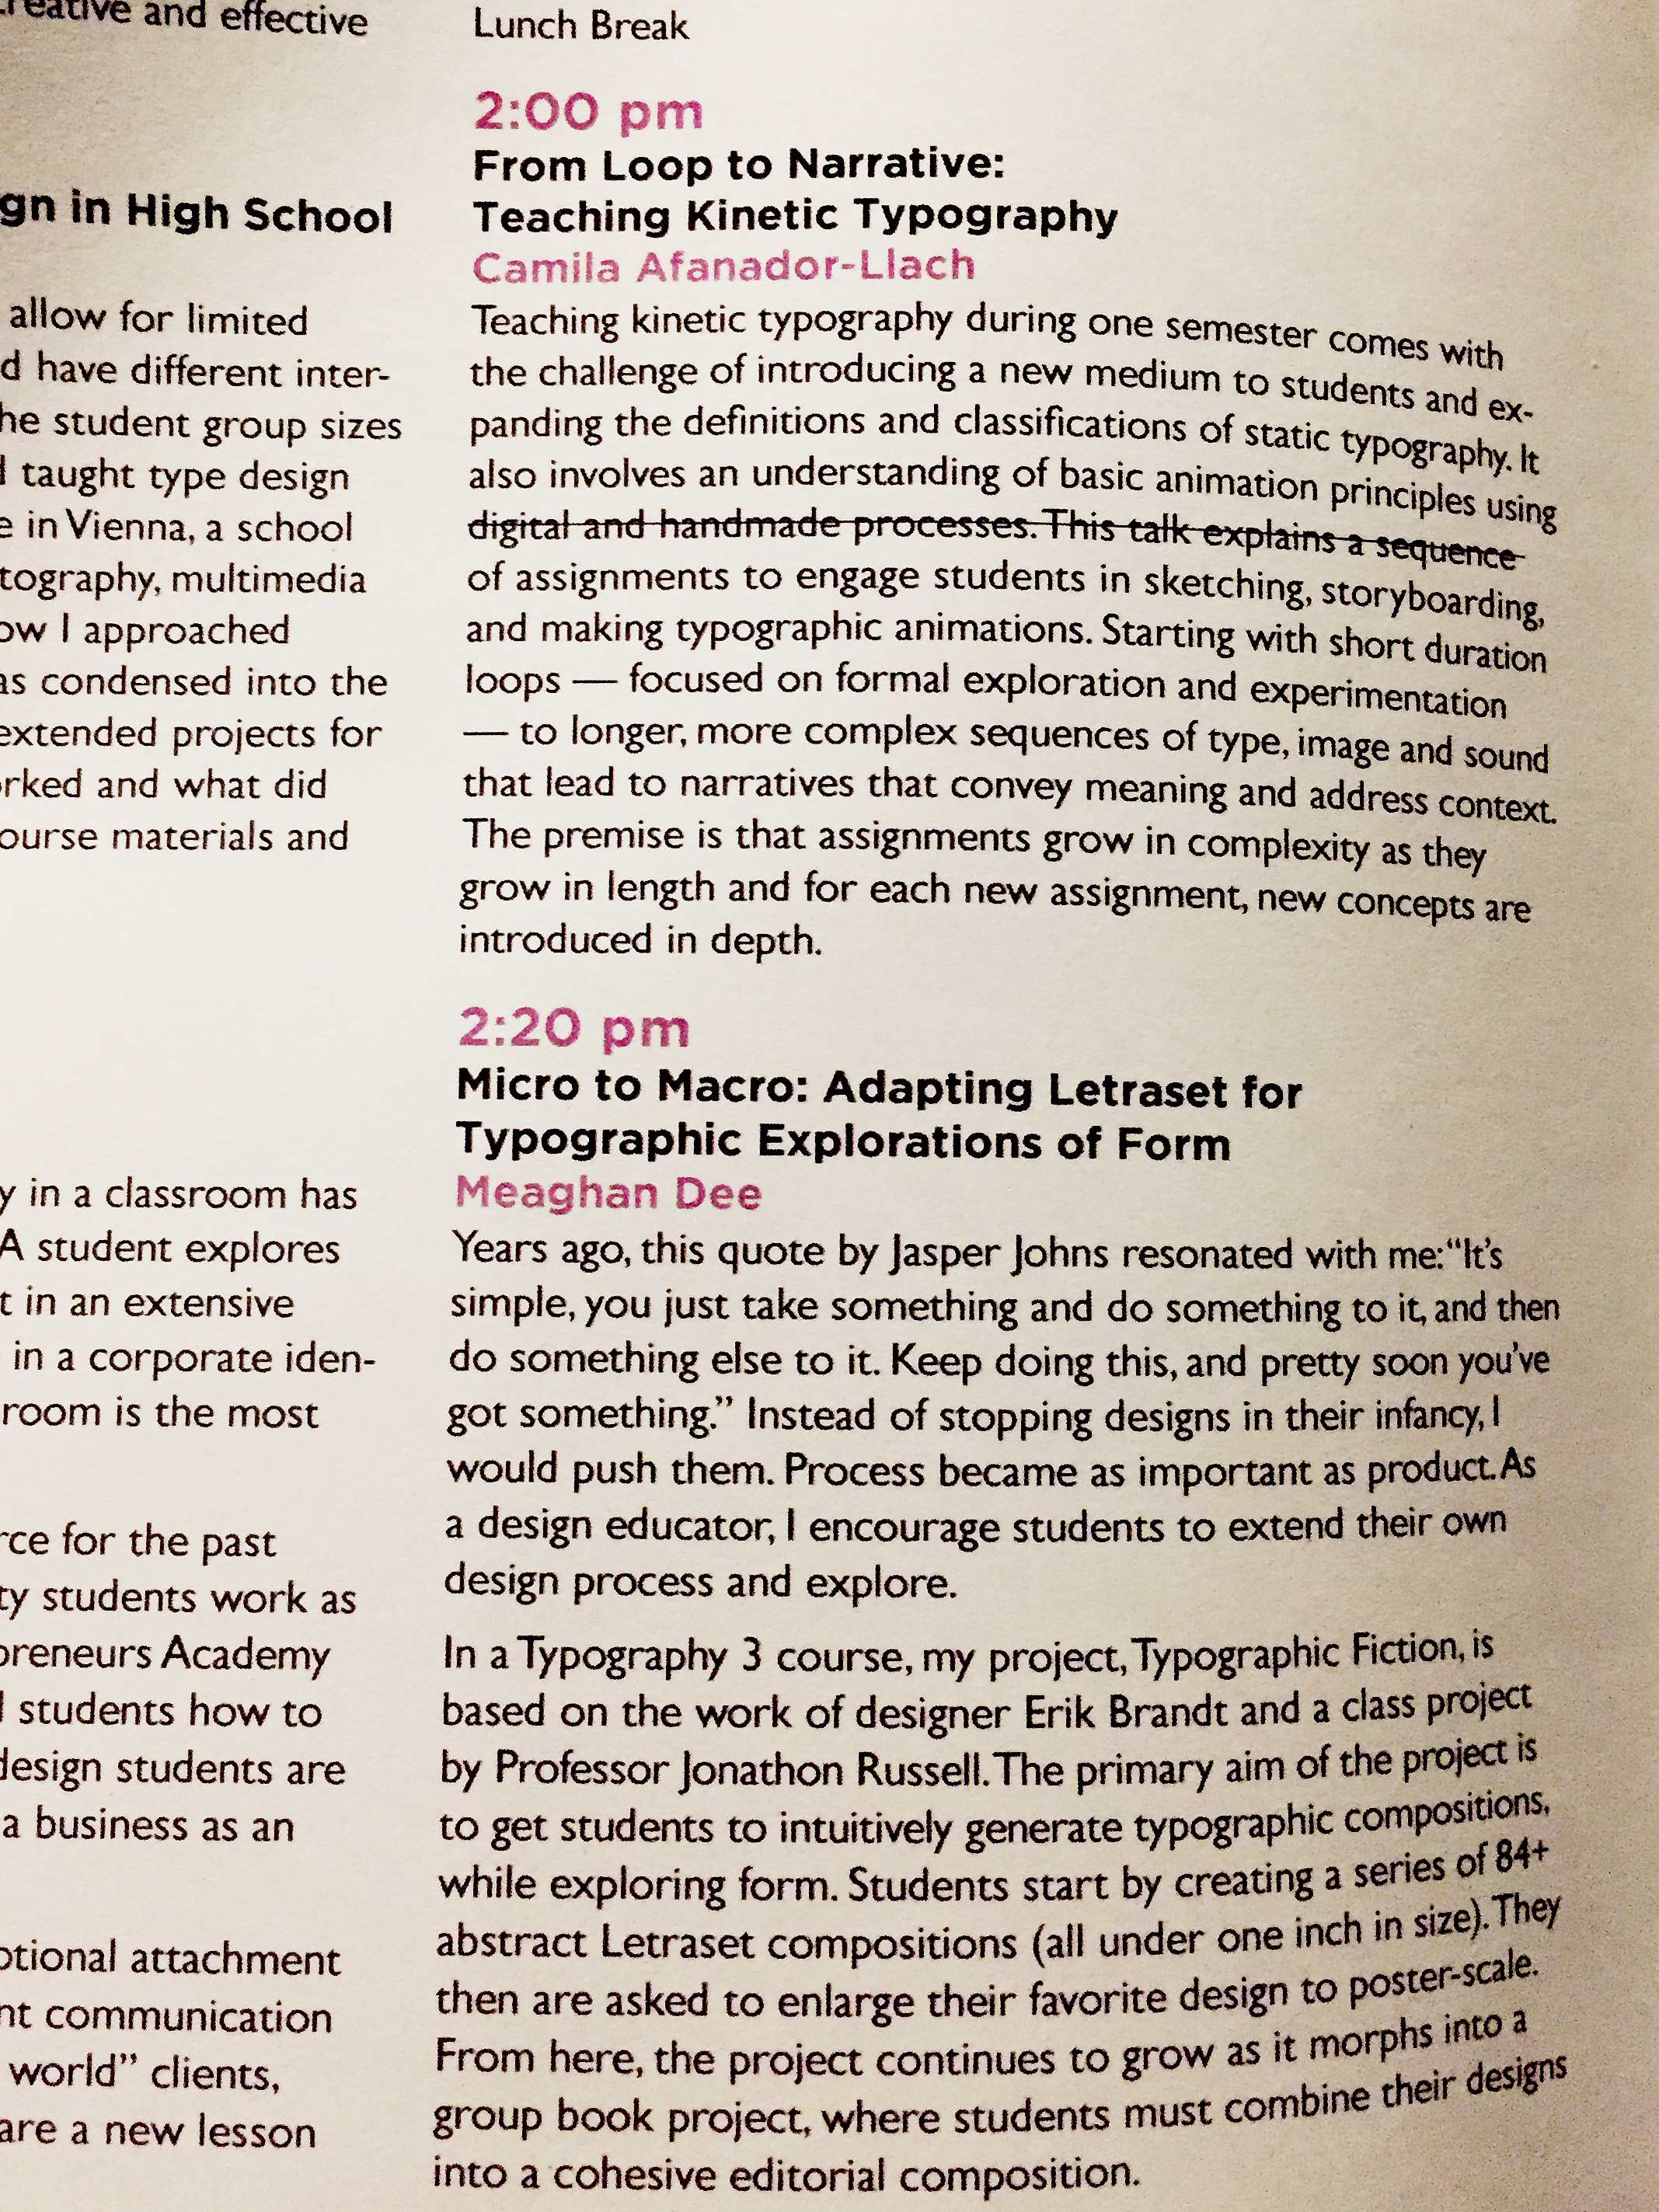 reative and effective
gn in High School
allow for limited
d have different inter-
he student group sizes
taught type design
e in Vienna, a school
tography, multimedia
ow I approached
as condensed into the
extended projects for
rked and what did
ourse materials and
y in a classroom has
A student explores
t in an extensive
in a corporate iden-
room is the most
rce for the past
ty students work as
preneurs Academy
students how to
design students are
a business as an
otional attachment
nt communication
world” clients,
are a new lesson
Lunch Break
2:00 pm
From Loop to Narrative:
Teaching Kinetic Typography
Camila Afanador-Llach
Teaching kinetic typography during one semester comes with
the challenge of introducing a new medium to students and ex-
panding the definitions and classifications of static typography. It
also involves an understanding of basic animation principles using
digital and handmade processes. This talk explains a sequence
of assignments to engage students in sketching, storyboarding,
and making typographic animations. Starting with short duration
loops — focused on formal exploration and experimentation
— to longer, more complex sequences of type, image and sound
that lead to narratives that convey meaning and address context.
The premise is that assignments grow in complexity as they
grow in length and for each new assignment, new concepts are
introduced in depth.
2:20 pm
Micro to Macro: Adapting Letraset for
Typographic Explorations of Form
Meaghan Dee
Years ago, this quote by Jasper Johns resonated with me: “It’s
simple, you just take something and do something to it, and then
do something else to it. Keep doing this, and pretty soon you’ve
got something.” Instead of stopping designs in their infancy, I
would push them. Process became as important as product. As
a design educator, I encourage students to extend their own
design process and explore.
In a Typography 3 course, my project, Typographic Fiction, is
based on the work of designer Erik Brandt and a class project
by Professor Jonathon Russell. The primary aim of the project is
to get students to intuitively generate typographic compositions,
while exploring form. Students start by creating a series of 84+
abstract Letraset compositions (all under one inch in size). They
then are asked to enlarge their favorite design to poster-scale.
From here, the project continues to grow as it morphs into a
group book project, where students must combine their designs
into a cohesive editorial composition.